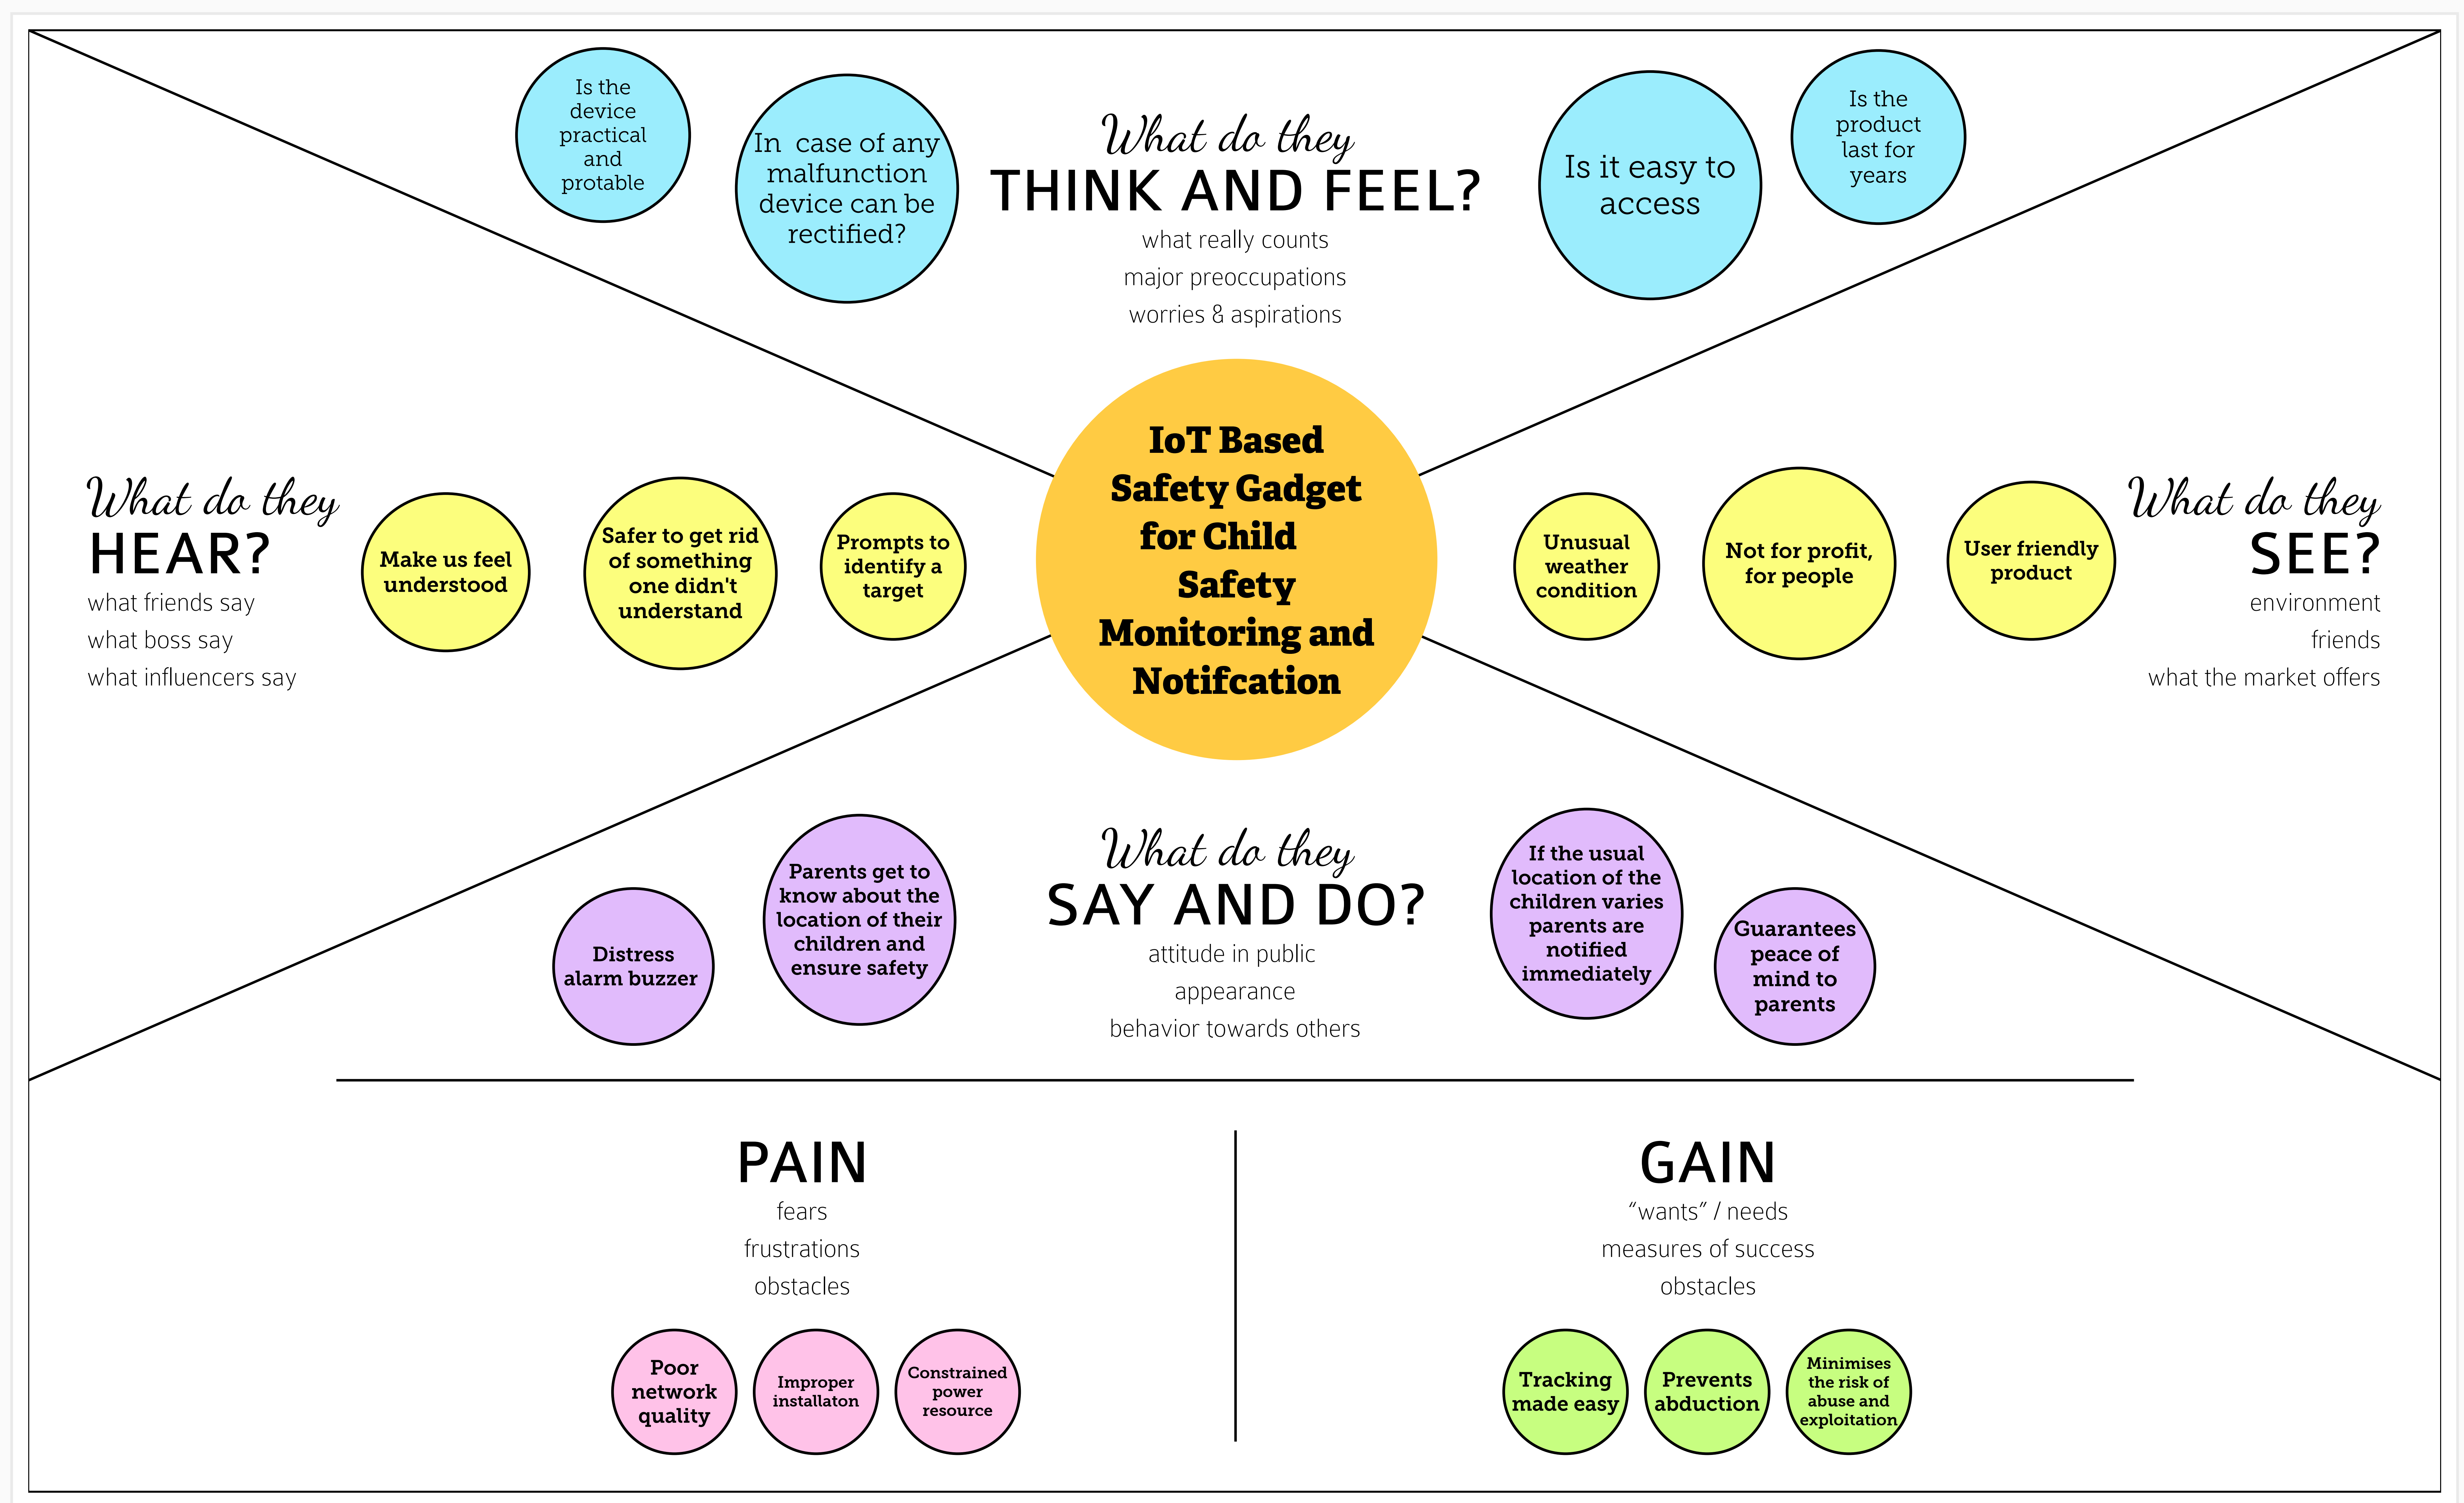 Is the
device
practical
and
protable
In  case of any
malfunction
device can be
rectified?
What do they
THINK AND FEEL?
what really counts
major preoccupations
worries & aspirations
Is it easy to
access
Is the
product
last for
years
What do they
HEAR?
what friends say
what boss say
what influencers say
Make us feel
understood
Safer to get rid
of something
one didn't
understand
Prompts to
identify a
target
IoT Based
Safety Gadget
for Child
Safety
Monitoring and
Notifcation
Unusual
weather
condition
Not for profit,
for people
User friendly
product
What do they
SEE?
environment
friends
what the market offers
Distress
alarm buzzer
Parents get to
know about the
location of their
children and
ensure safety
What do they
SAY AND DO?
attitude in public
appearance
behavior towards others
If the usual
location of the
children varies
parents are
notified
immediately
Guarantees
peace of
mind to
parents
PAIN
fears
frustrations
obstacles
Poor
network
quality
Improper
installaton
Constrained
power
resource
GAIN
“wants” / needs
measures of success
obstacles
Tracking
made easy
Prevents
abduction
Minimises
the risk of
abuse and
exploitation